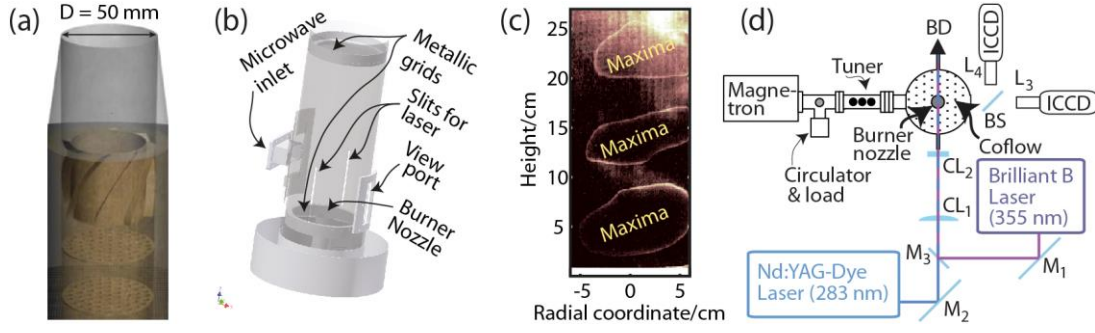 (a)
D = 50 mm
(b)
Microwave
inlet
Metallic
grids
Slits for
laser
View
port
Burner
Nozzle
(c)
Height/cm
25
20
15
10
5
Maxima
Maxima
Maxima
-5 0 5
Radial coordinate/cm
(d)
BD
ICCD
L4
L3
ICCD
Tuner
Magne-
tron
BS
Burner
nozzle
Coflow
Circulator
& load
CL2
CL1
Brilliant B
Laser
(355 nm)
M3
M1
Nd:YAG-Dye
Laser (283 nm)
M2